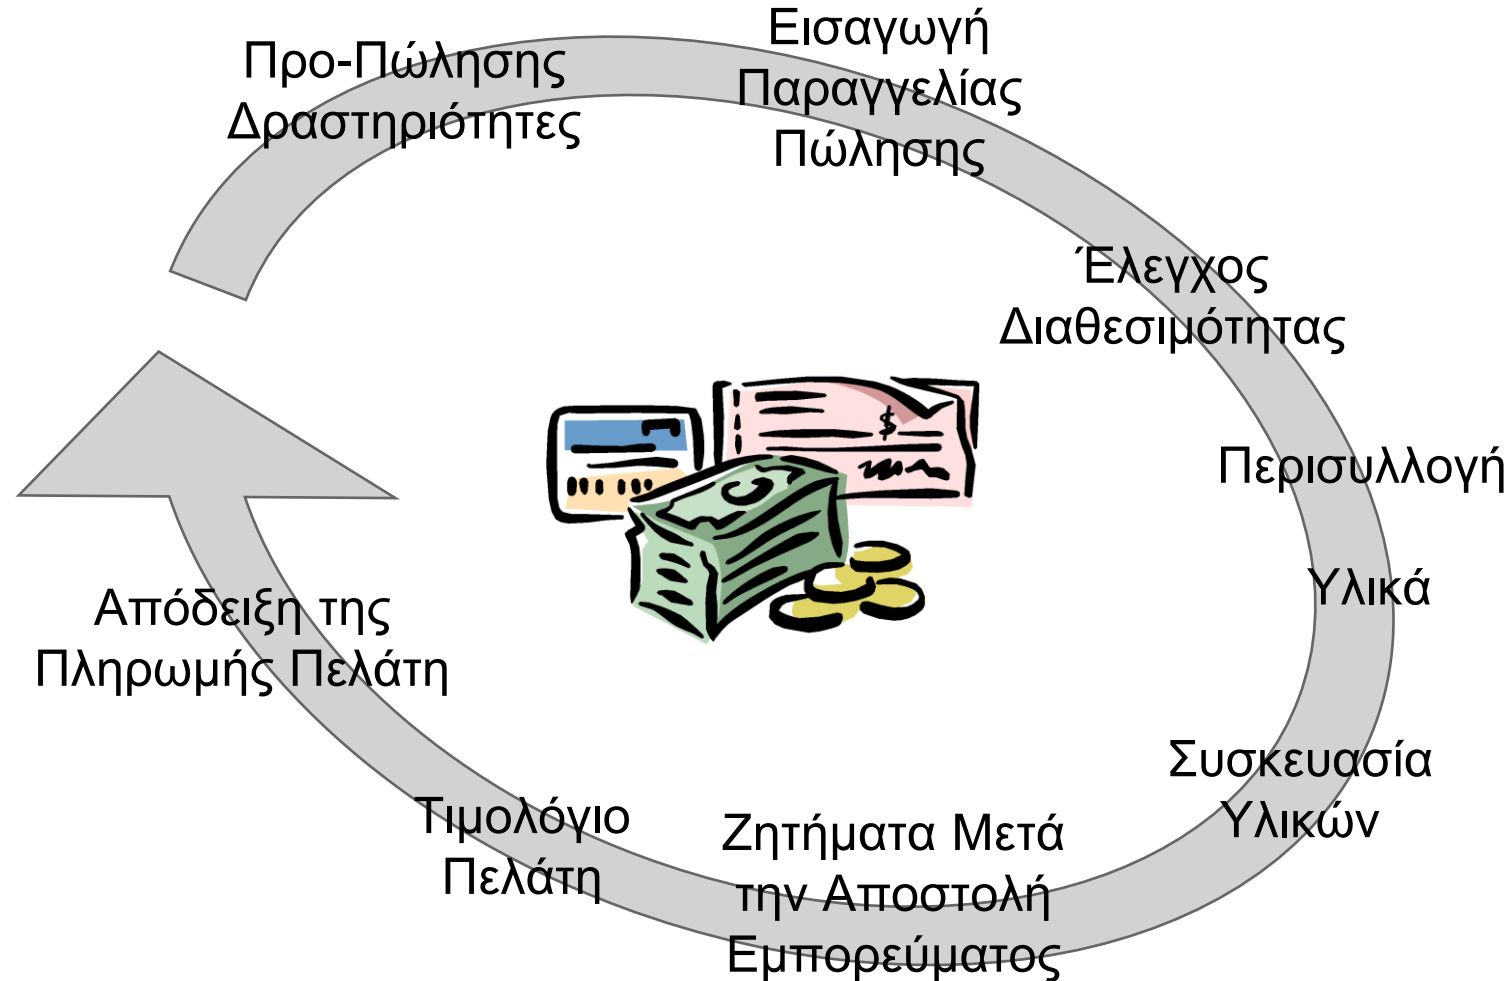 Προ-Πώλησης
Δραστηριότητες
Εισαγωγή
Παραγγελίας
Πώλησης
Έλεγχος
Διαθεσιμότητας
Περισυλλογή
Υλικά
Συσκευασία
Υλικών
Ζητήματα Μετά
την Αποστολή
Εμπορεύματος
Τιμολόγιο
Πελάτη
Απόδειξη της
Πληρωμής Πελάτη
$